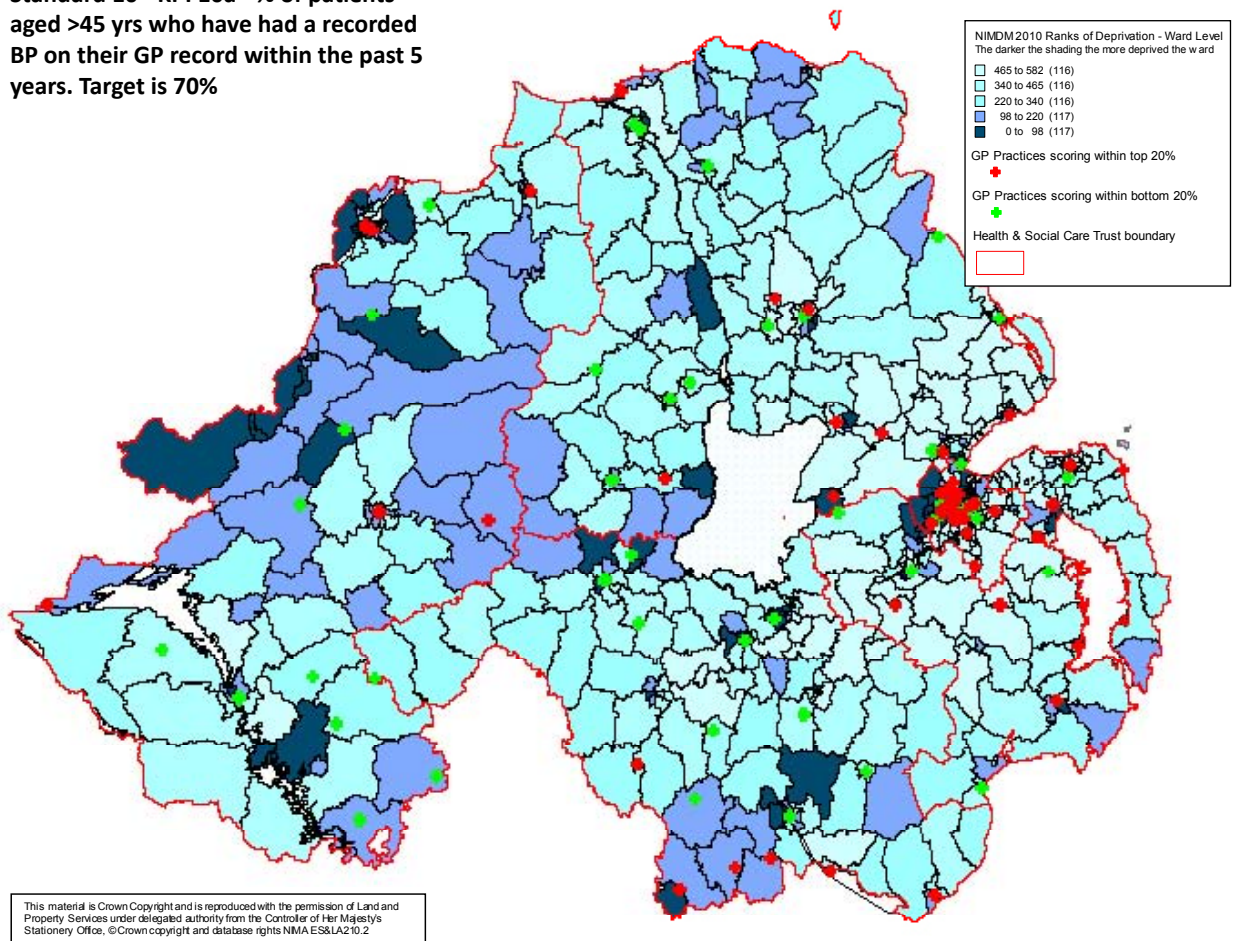 aged >45 yrs who have had a recorded
BP on their GP record within the past 5
years. Target is 70%
NIMDM 2010 Ranks of Deprivation - Ward Level
The darker the shading the more deprived the ward
465 to 582 (116)
340 to 465 (116)
220 to 340 (116)
98 to 220 (117)
0 to 98 (117)
GP Practices scoring within top 20%
GP Practices scoring within bottom 20%
Health & Social Care Trust boundary
This material is Crown Copyright and is reproduced with the permission of Land and
Property Services under delegated authority from the Controller of Her Majesty's
Stationery Office, © Crown copyright and database rights NIMA ES&LA210.2